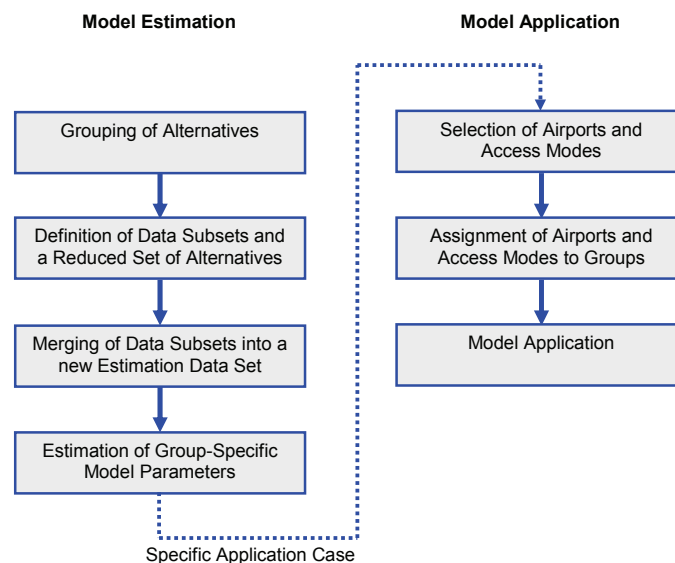 Model Estimation
Grouping of Alternatives
Definition of Data Subsets and
a Reduced Set of Alternatives
Merging of Data Subsets into a
new Estimation Data Set
Estimation of Group-Specific
Model Parameters
Specific Application Case
Model Application
Selection of Airports and
Access Modes
Assignment of Airports and
Access Modes to Groups
Model Application